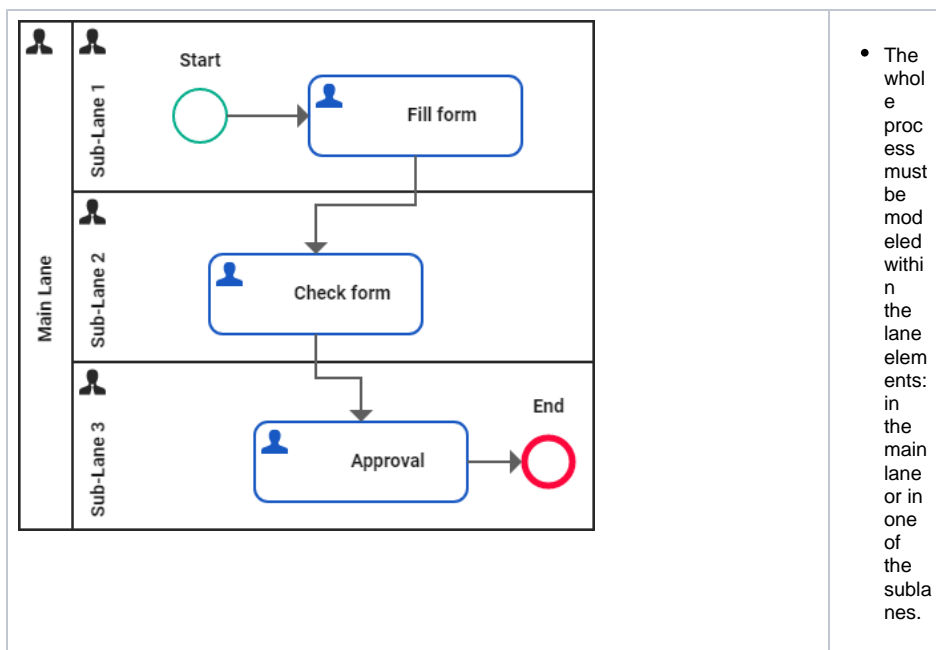 Main Lane
Sub-Lane 1
Start
Fill form
Sub-Lane 2
Check form
Sub-Lane 3
Approval
End
The
whol
e
proc
ess
must
be
mod
eled
withi
n
the
lane
elem
ents:
in
the
main
lane
or in
one
of
the
subla
nes.